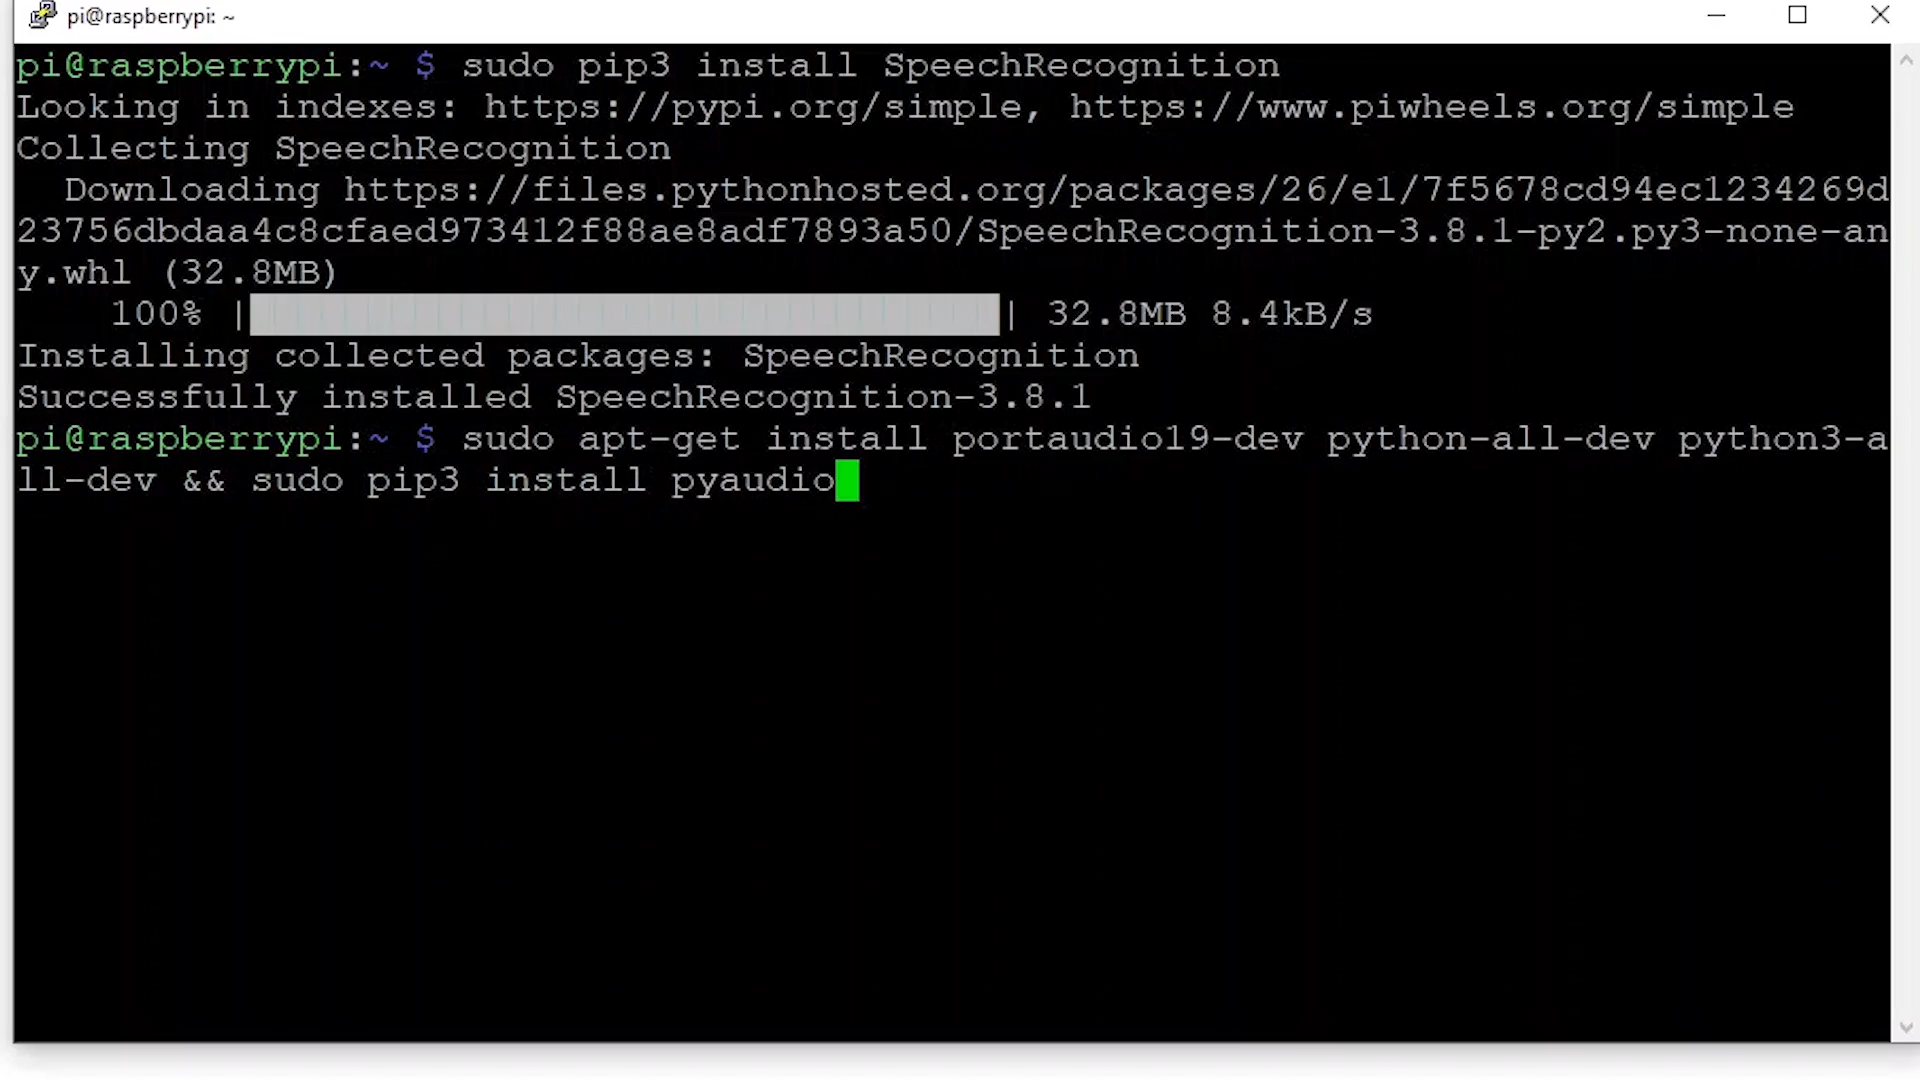 pi@raspberrypi: ~
pi@raspberrypi:~ $ sudo pip3 install SpeechRecognition
Looking in indexes: https://pypi.org/simple, https://www.piwheels.org/simple
Collecting SpeechRecognition
  Downloading https://files.pythonhosted.org/packages/26/e1/7f5678cd94ec1234269d
23756dbdaa4c8cfaed973412f88ae8adf7893a50/SpeechRecognition-3.8.1-py2.py3-none-an
y.whl (32.8MB)
    100% |████████████████████████████████| 32.8MB 8.4kB/s
Installing collected packages: SpeechRecognition
Successfully installed SpeechRecognition-3.8.1
pi@raspberrypi:~ $ sudo apt-get install portaudio19-dev python-all-dev python3-a
ll-dev && sudo pip3 install pyaudio